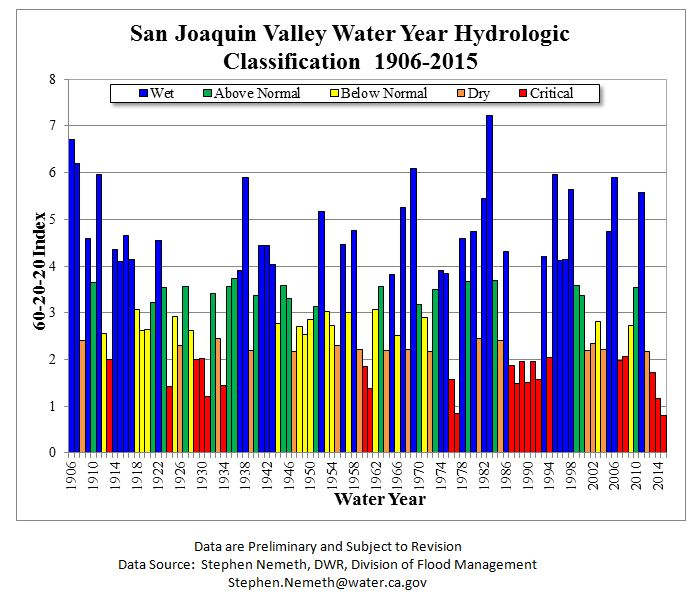 San Joaquin Valley Water Year Hydrologic
Classification 1906-2015
8
Wet Above Normal Below Normal Dry Critical
7
6
5
4
3
2
1
0
60-20-20 Index
1906 1910 1914 1918 1922 1926 1930 1934 1938 1942 1946 1950 1954 1958 1962 1966 1970 1974 1978 1982 1986 1990 1994 1998 2002 2006 2010 2014
Water Year
Data are Preliminary and Subject to Revision
Data Source: Stephen Nemeth, DWR, Division of Flood Management
Stephen.Nemeth@water.ca.gov